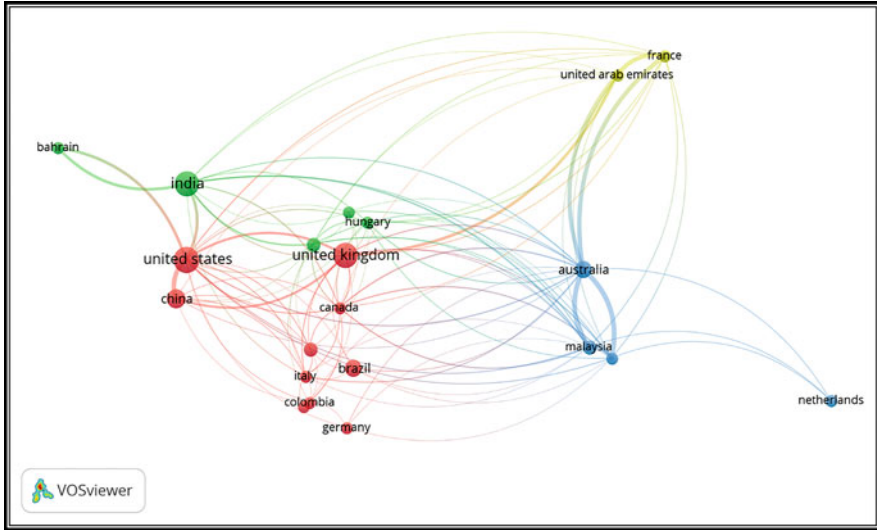 france
united arab emirates
bahrain
india
hungary
united states
united kingdom
australia
china
canada
malaysia
italy
brazil
colombia
netherlands
germany
VOSviewer